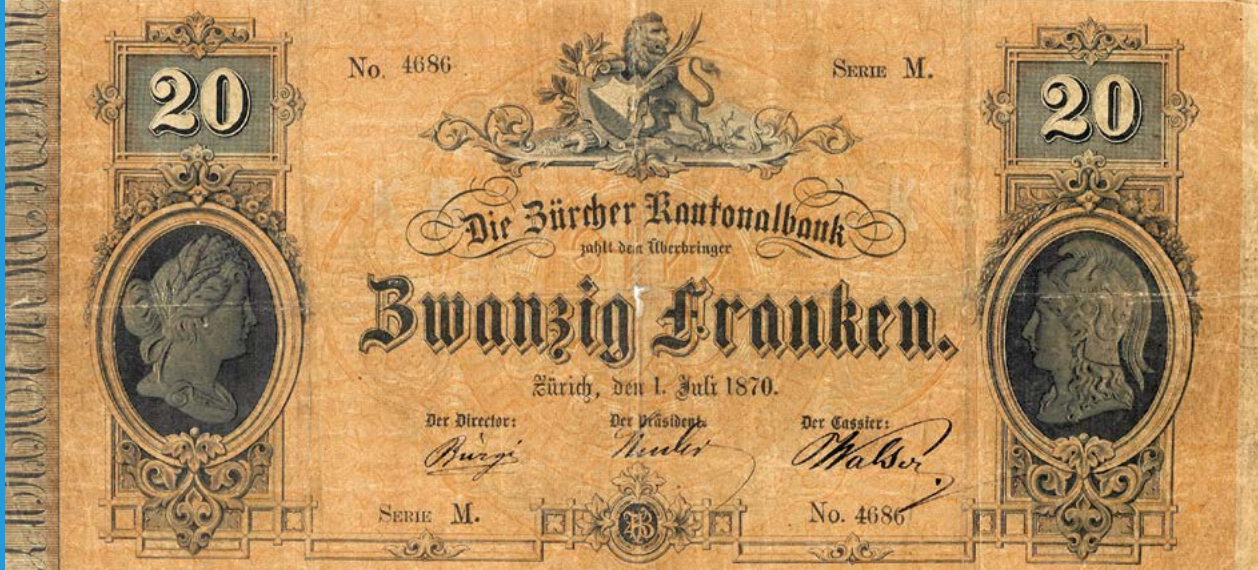 20
No. 4686
SERIE M.
20
Die Zürcher Kantonalbank
zahlt dem Überbringer
Zwanzig Franken.
Zürich, den 1. Juli 1870.
Der Director: Der Präsident: Der Cassier:
Bürgi Walser
SERIE M.
No. 4686